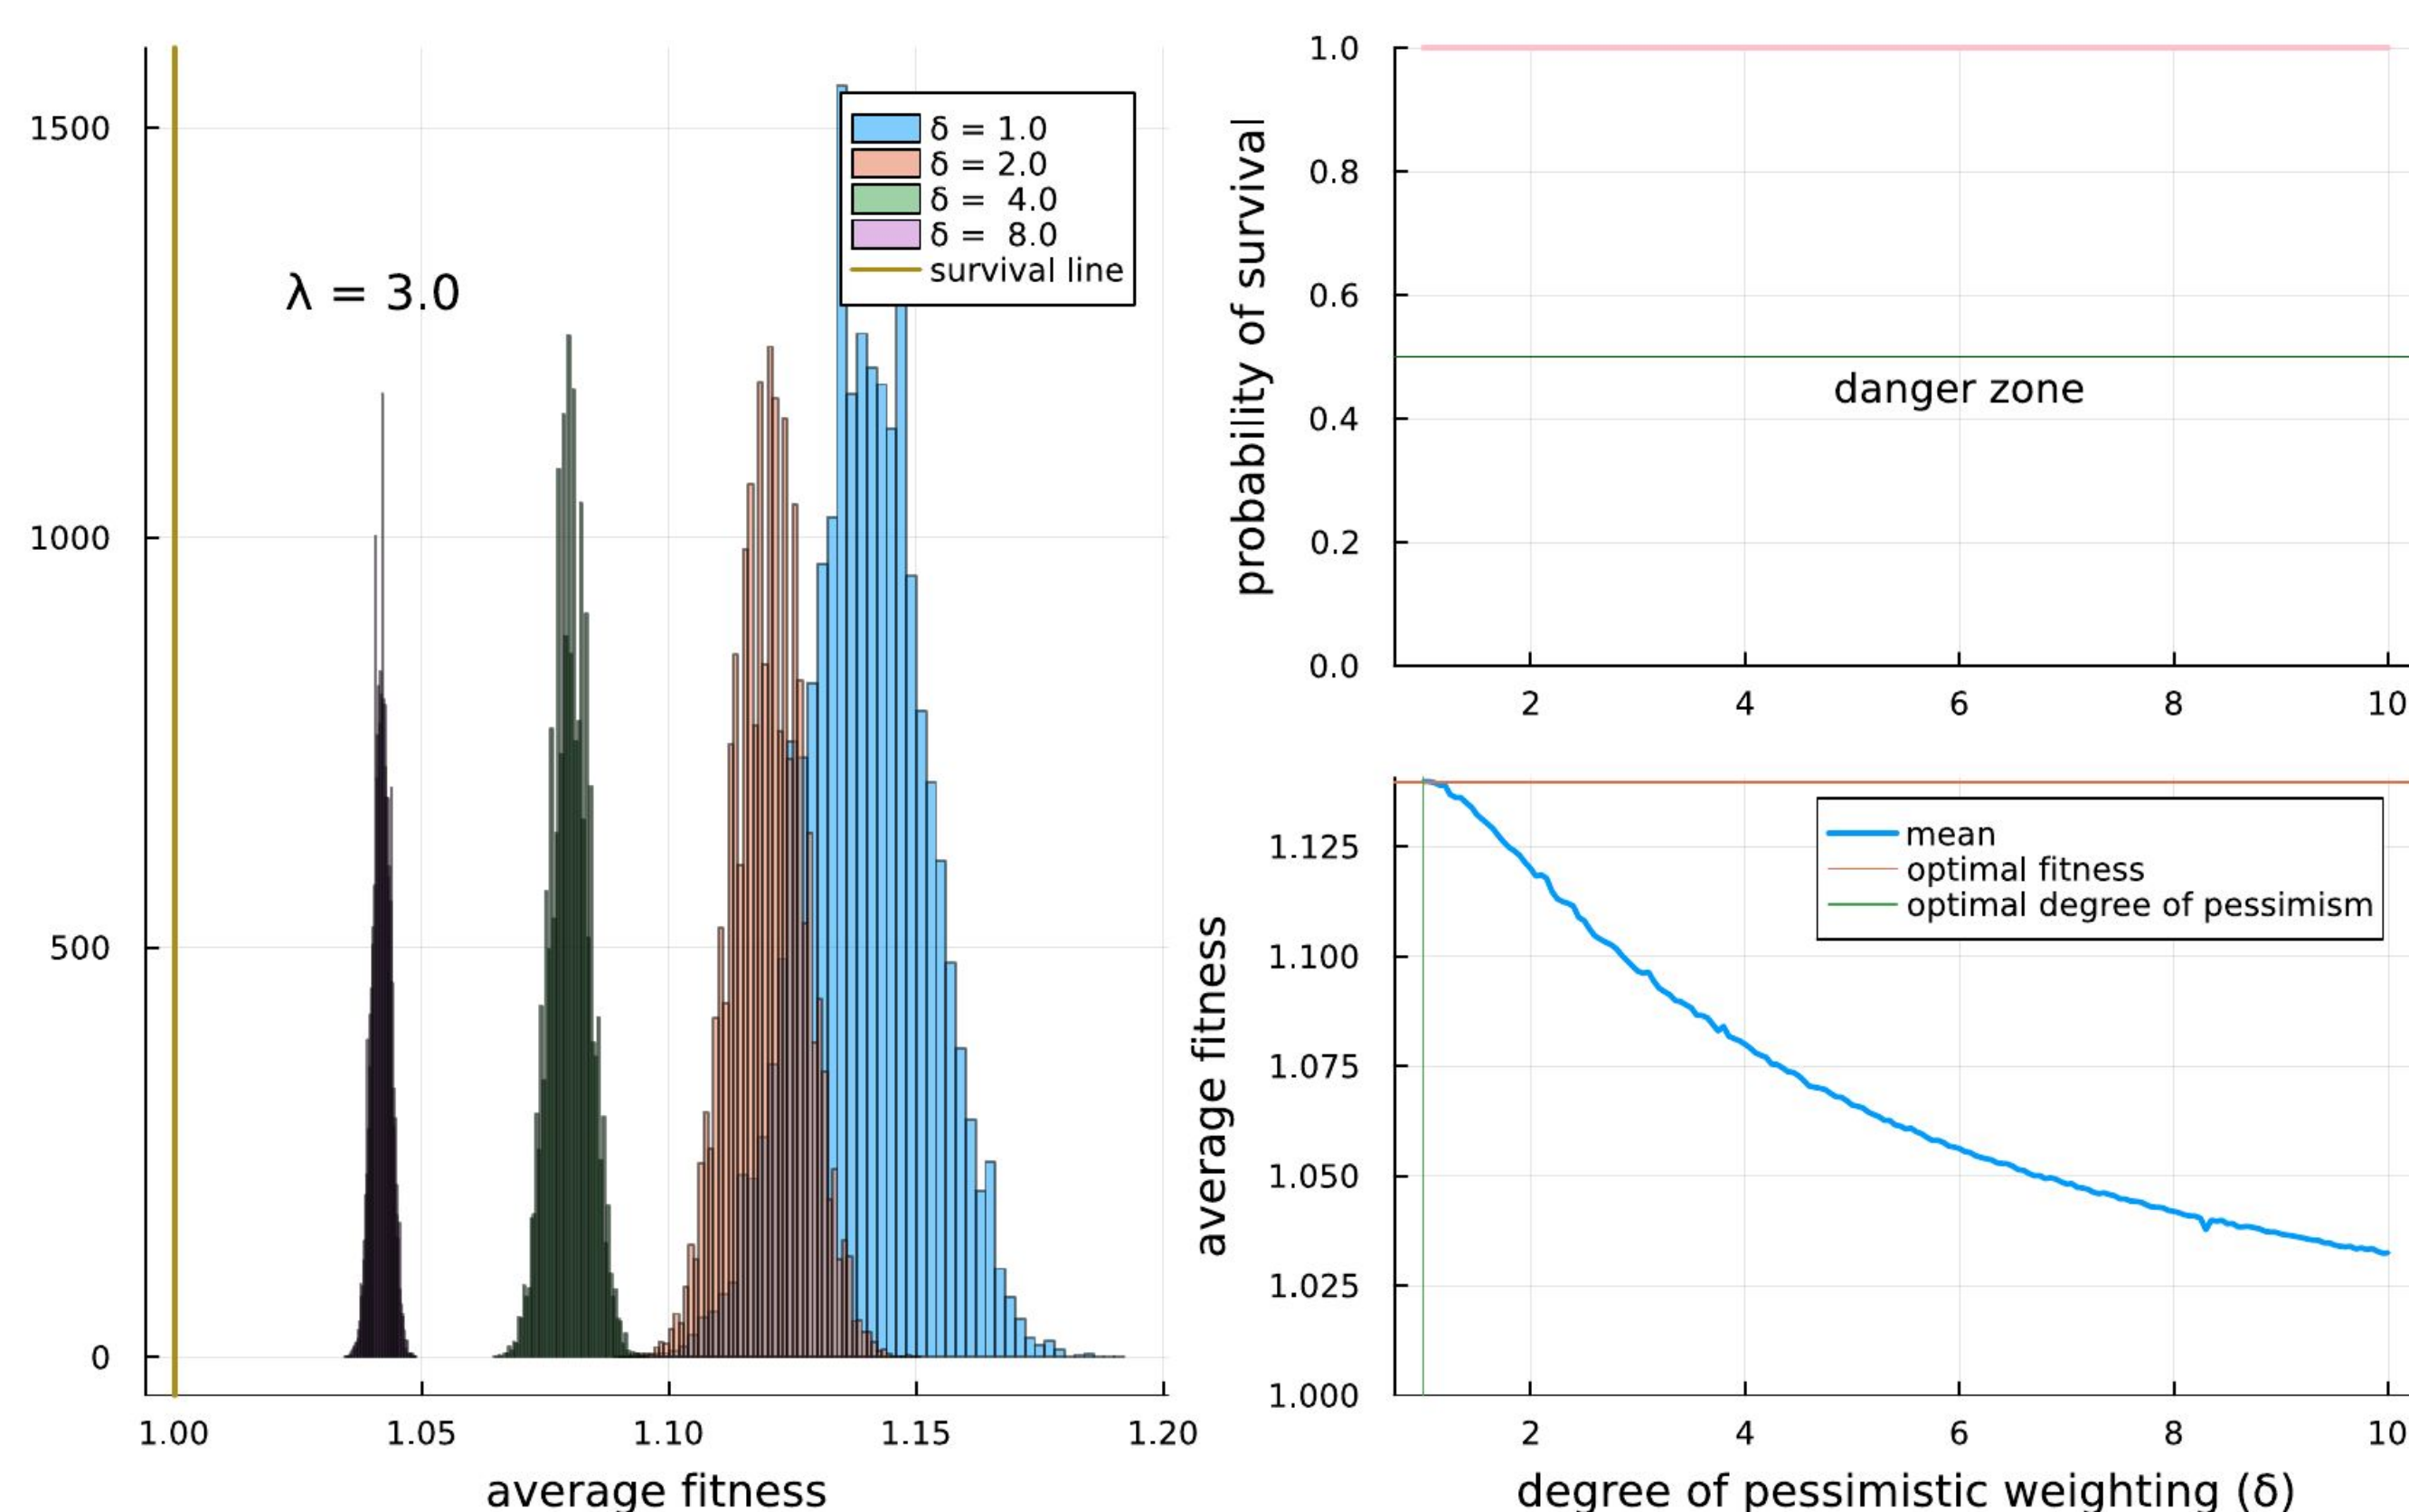 1500
1000
500
0
1.00
1.05
1.10
1.15
1.20
average fitness
λ = 3.0
δ = 1.0
δ = 2.0
δ =  4.0
δ =  8.0
survival line
probability of survival
1.0
0.8
0.6
0.4
0.2
0.0
danger zone
2
4
6
8
10
average fitness
1.125
1.100
1.075
1.050
1.025
1.000
mean
optimal fitness
optimal degree of pessimism
2
4
6
8
10
degree of pessimistic weighting (δ)